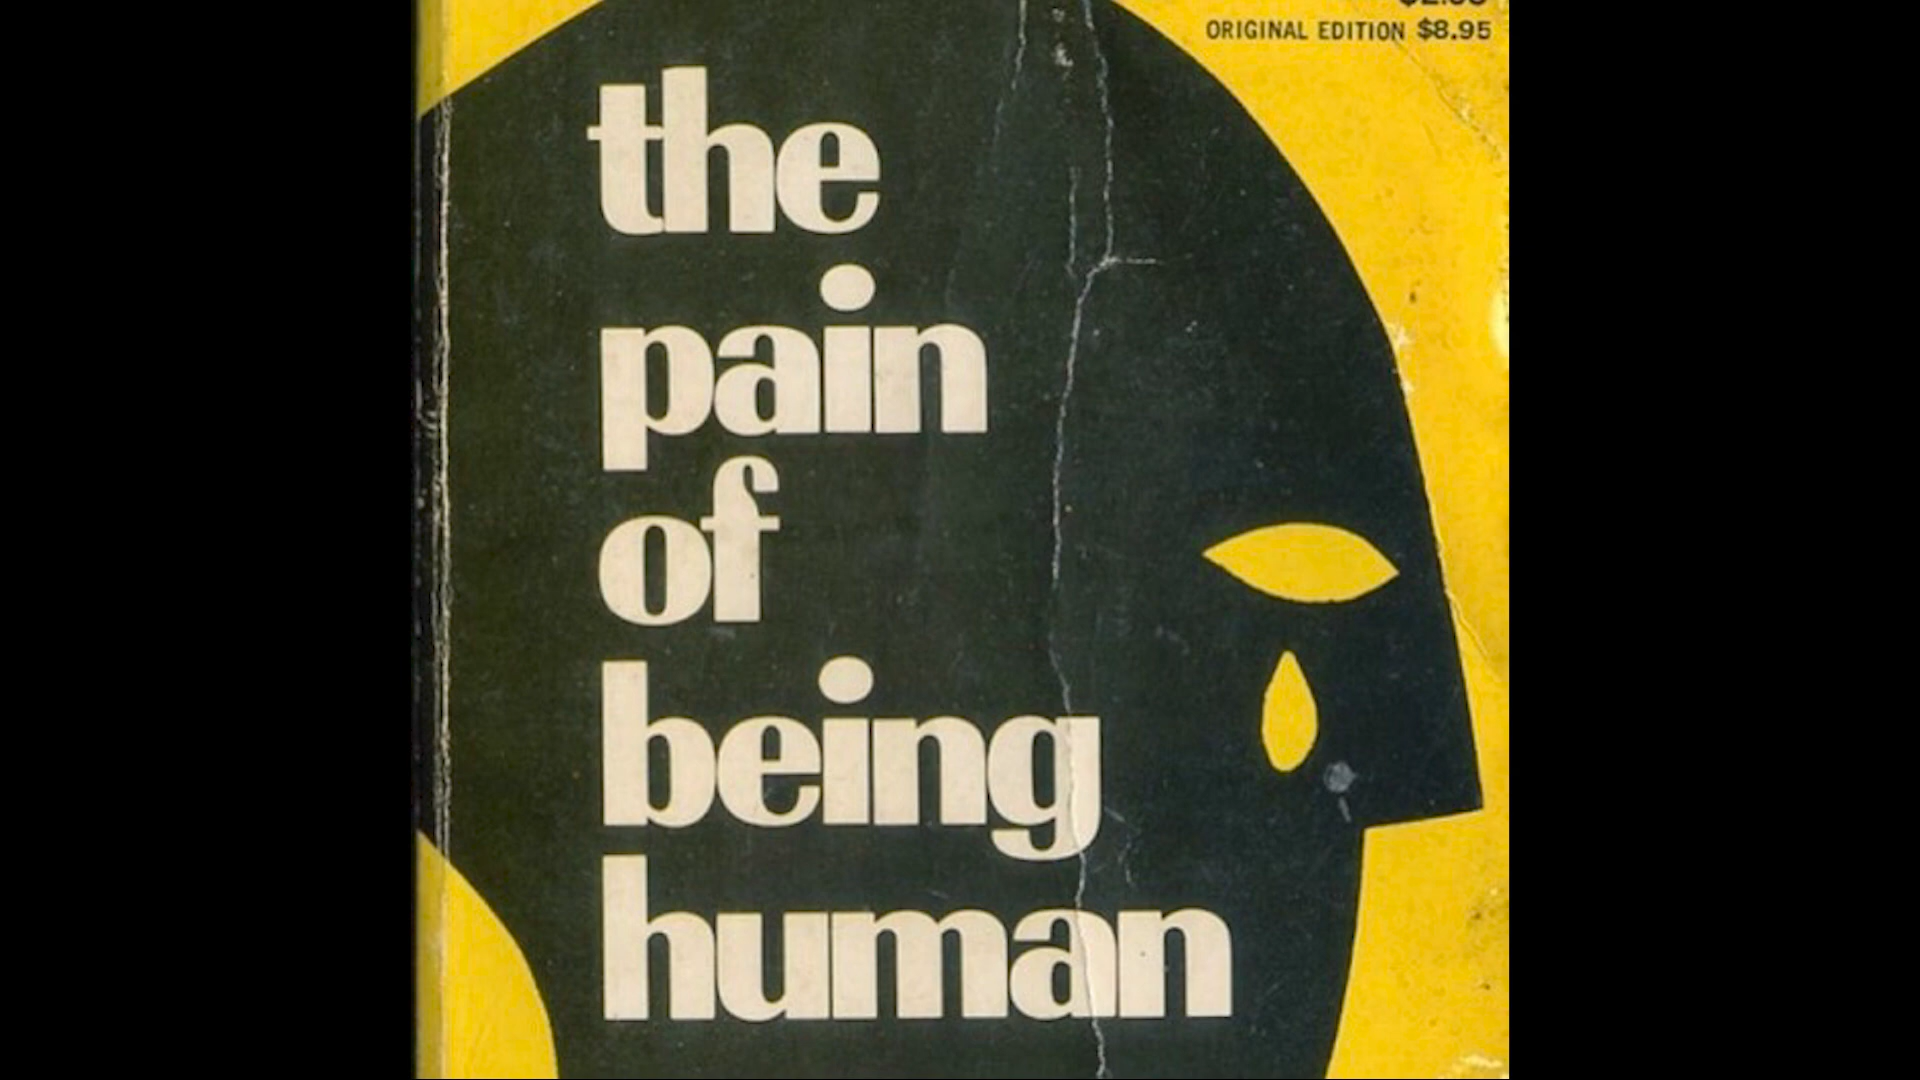 ORIGINAL EDITION $8.95
the
pain
of
being
human